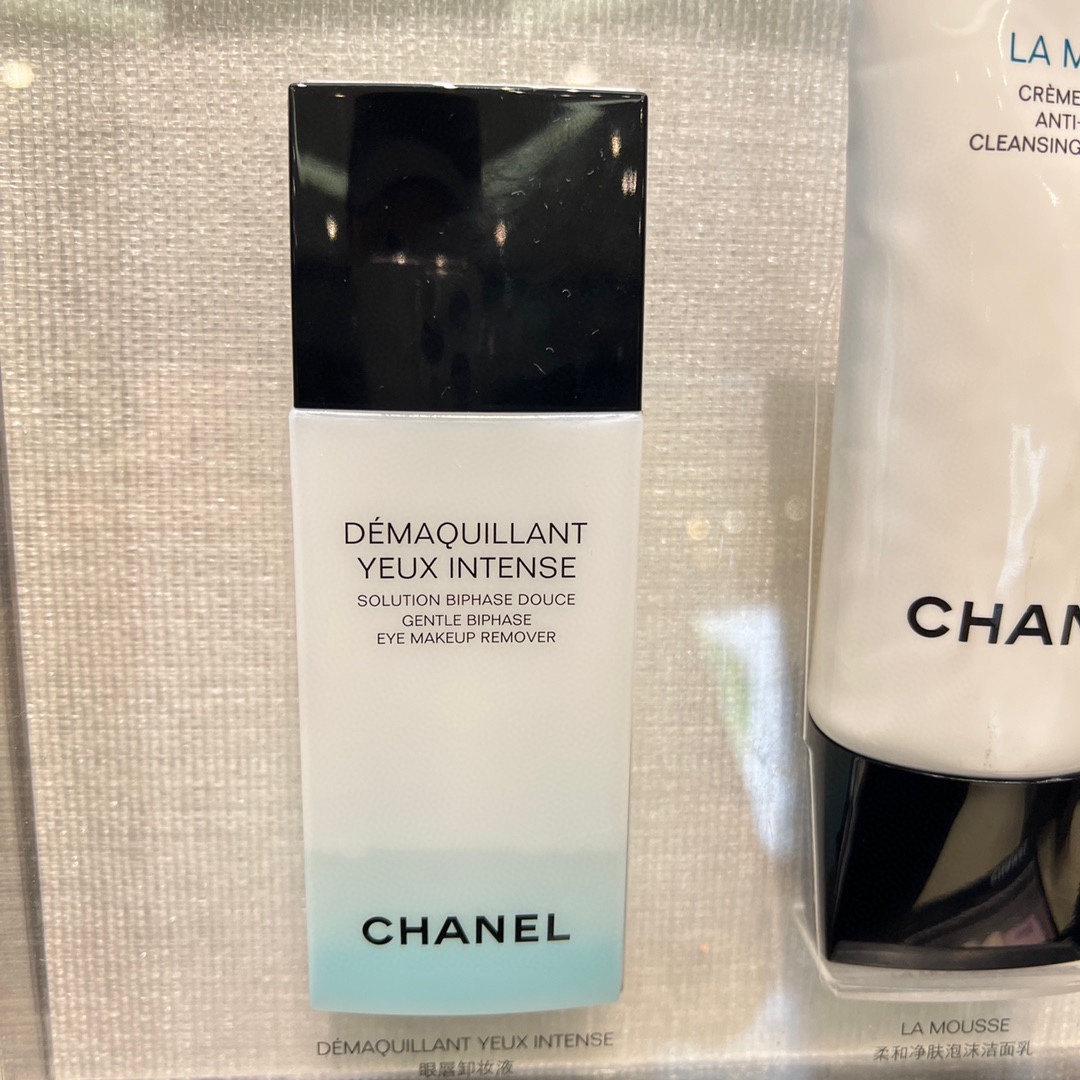 DÉMAQUILLANT
YEUX INTENSE
SOLUTION BIPHASE DOUCE
GENTLE BIPHASE
EYE MAKEUP REMOVER
CHANEL
DÉMAQUILLANT YEUX INTENSE
眼唇卸妆液
LA M
CRÈME
ANTI-
CLEANSING
CHAN
LA MOUSSE
柔和净肤泡沫洁面乳